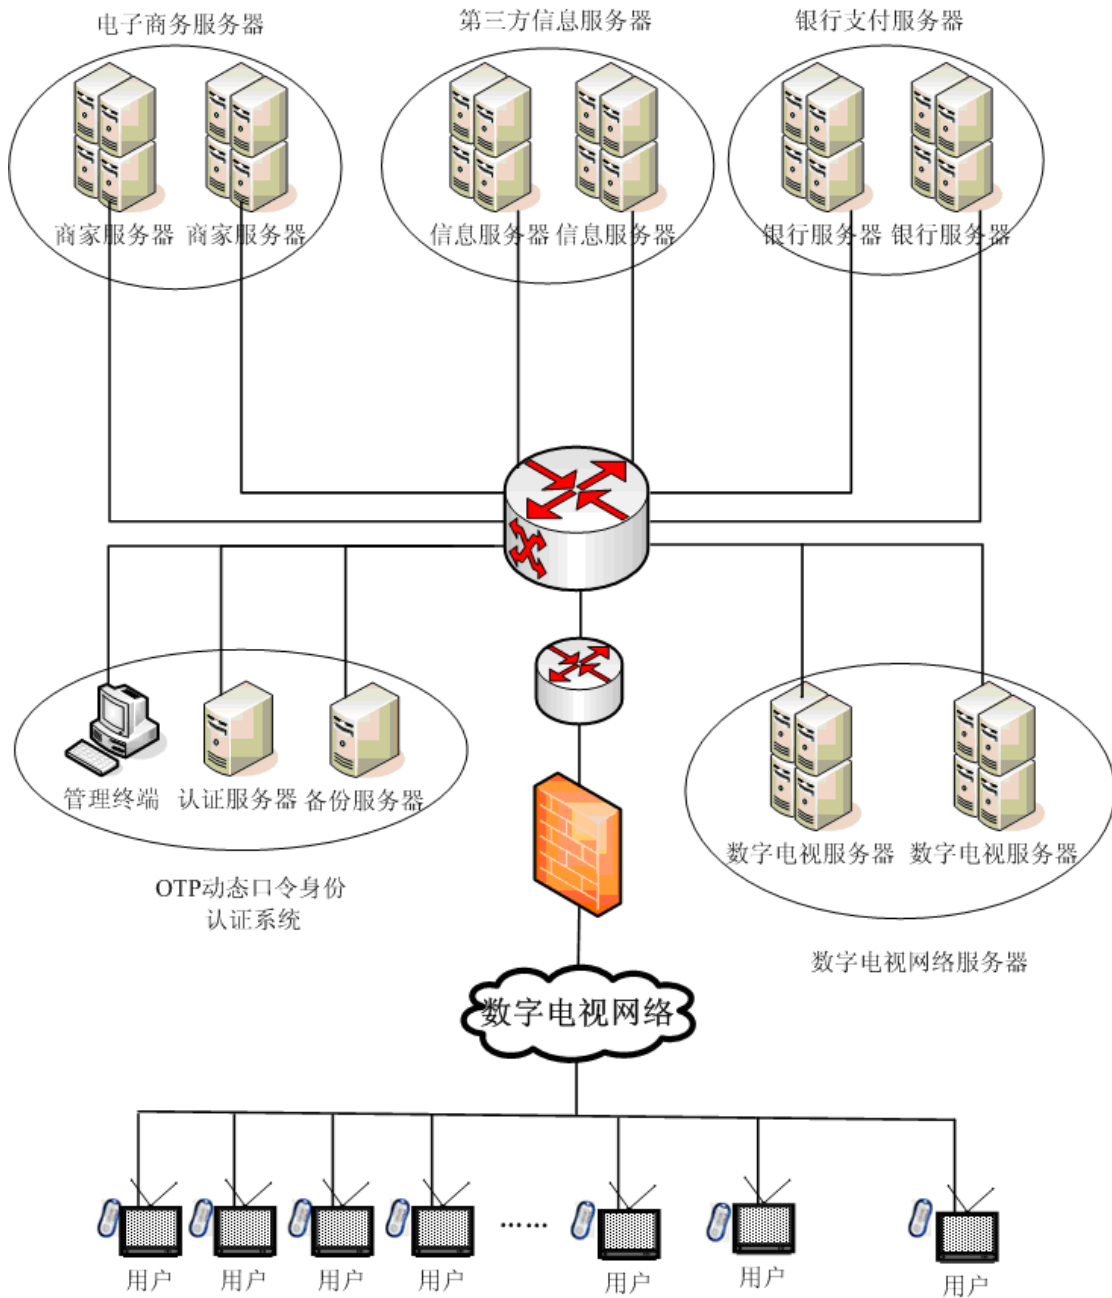 电子商务服务器
第三方信息服务器
银行支付服务器
商家服务器
商家服务器
信息服务器
信息服务器
银行服务器
银行服务器
管理终端
认证服务器
备份服务器
OTP动态口令身份
认证系统
数字电视服务器
数字电视服务器
数字电视网络服务器
数字电视网络
......
用户
用户
用户
用户
用户
用户
用户